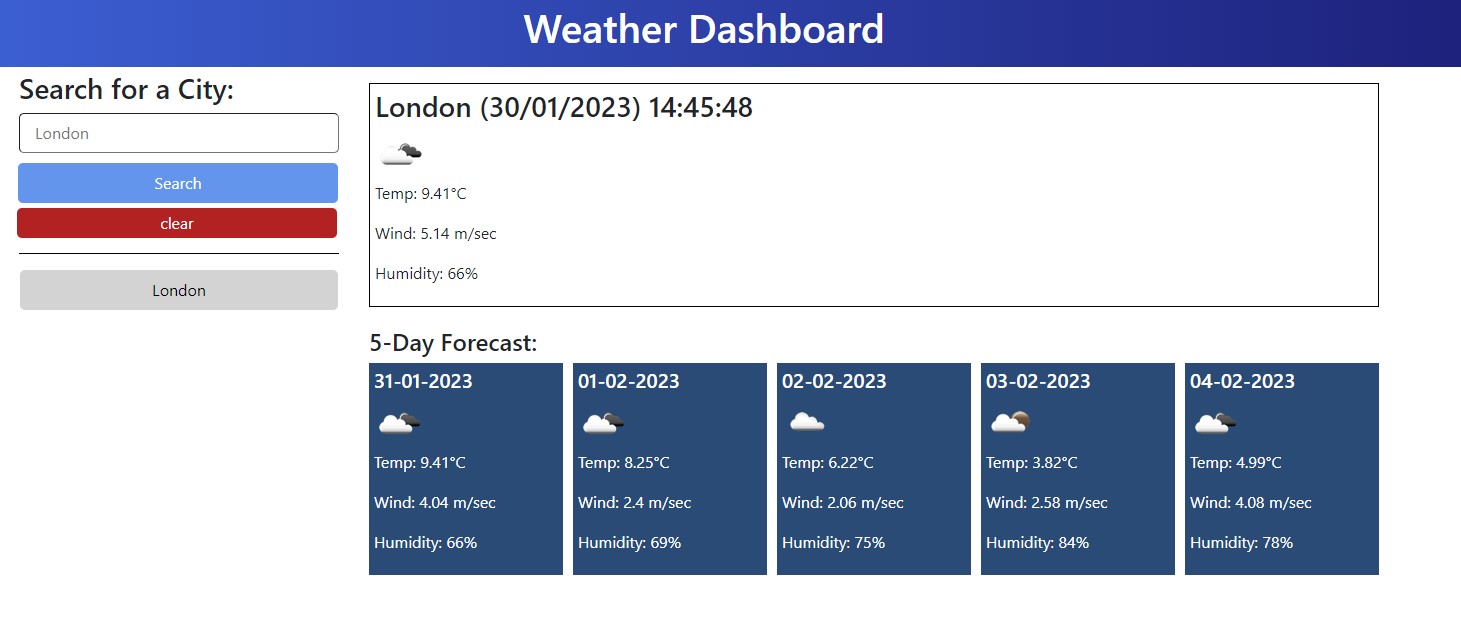 Weather Dashboard
Search for a City:
London
Search
clear
London
London (30/01/2023) 14:45:48
Temp: 9.41°C
Wind: 5.14 m/sec
Humidity: 66%
5-Day Forecast:
31-01-2023
Temp: 9.41°C
Wind: 4.04 m/sec
Humidity: 66%
01-02-2023
Temp: 8.25°C
Wind: 2.4 m/sec
Humidity: 69%
02-02-2023
Temp: 6.22°C
Wind: 2.06 m/sec
Humidity: 75%
03-02-2023
Temp: 3.82°C
Wind: 2.58 m/sec
Humidity: 84%
04-02-2023
Temp: 4.99°C
Wind: 4.08 m/sec
Humidity: 78%